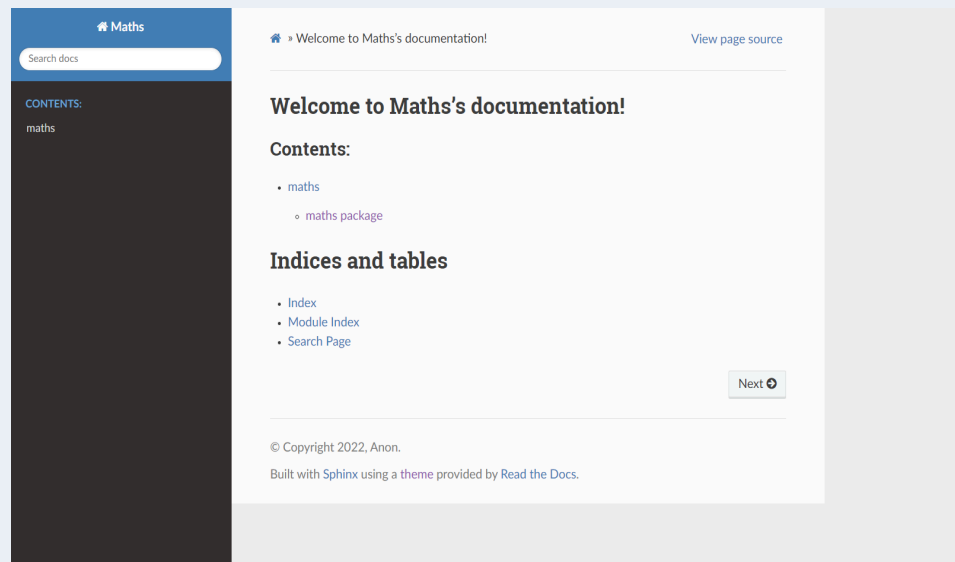 Maths
Search docs
CONTENTS:
maths
» Welcome to Maths's documentation!
View page source
Welcome to Maths's documentation!
Contents:
• maths
◦ maths package
Indices and tables
• Index
• Module Index
• Search Page
Next
© Copyright 2022, Anon.
Built with Sphinx using a theme provided by Read the Docs.